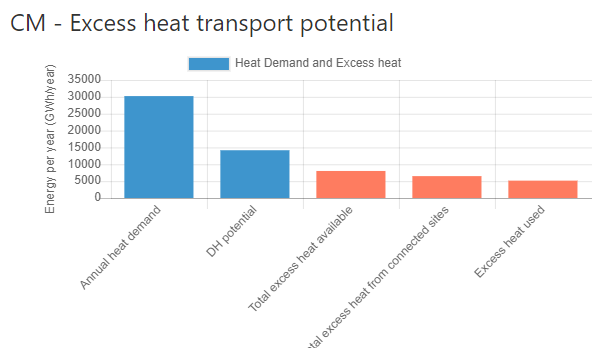 CM - Excess heat transport potential
Heat Demand and Excess heat
Energy per year (GWh/year)
35000
30000
25000
20000
15000
10000
5000
0
Annual heat demand
DH potential
Total excess heat available
excess heat from connected sites
Excess heat used